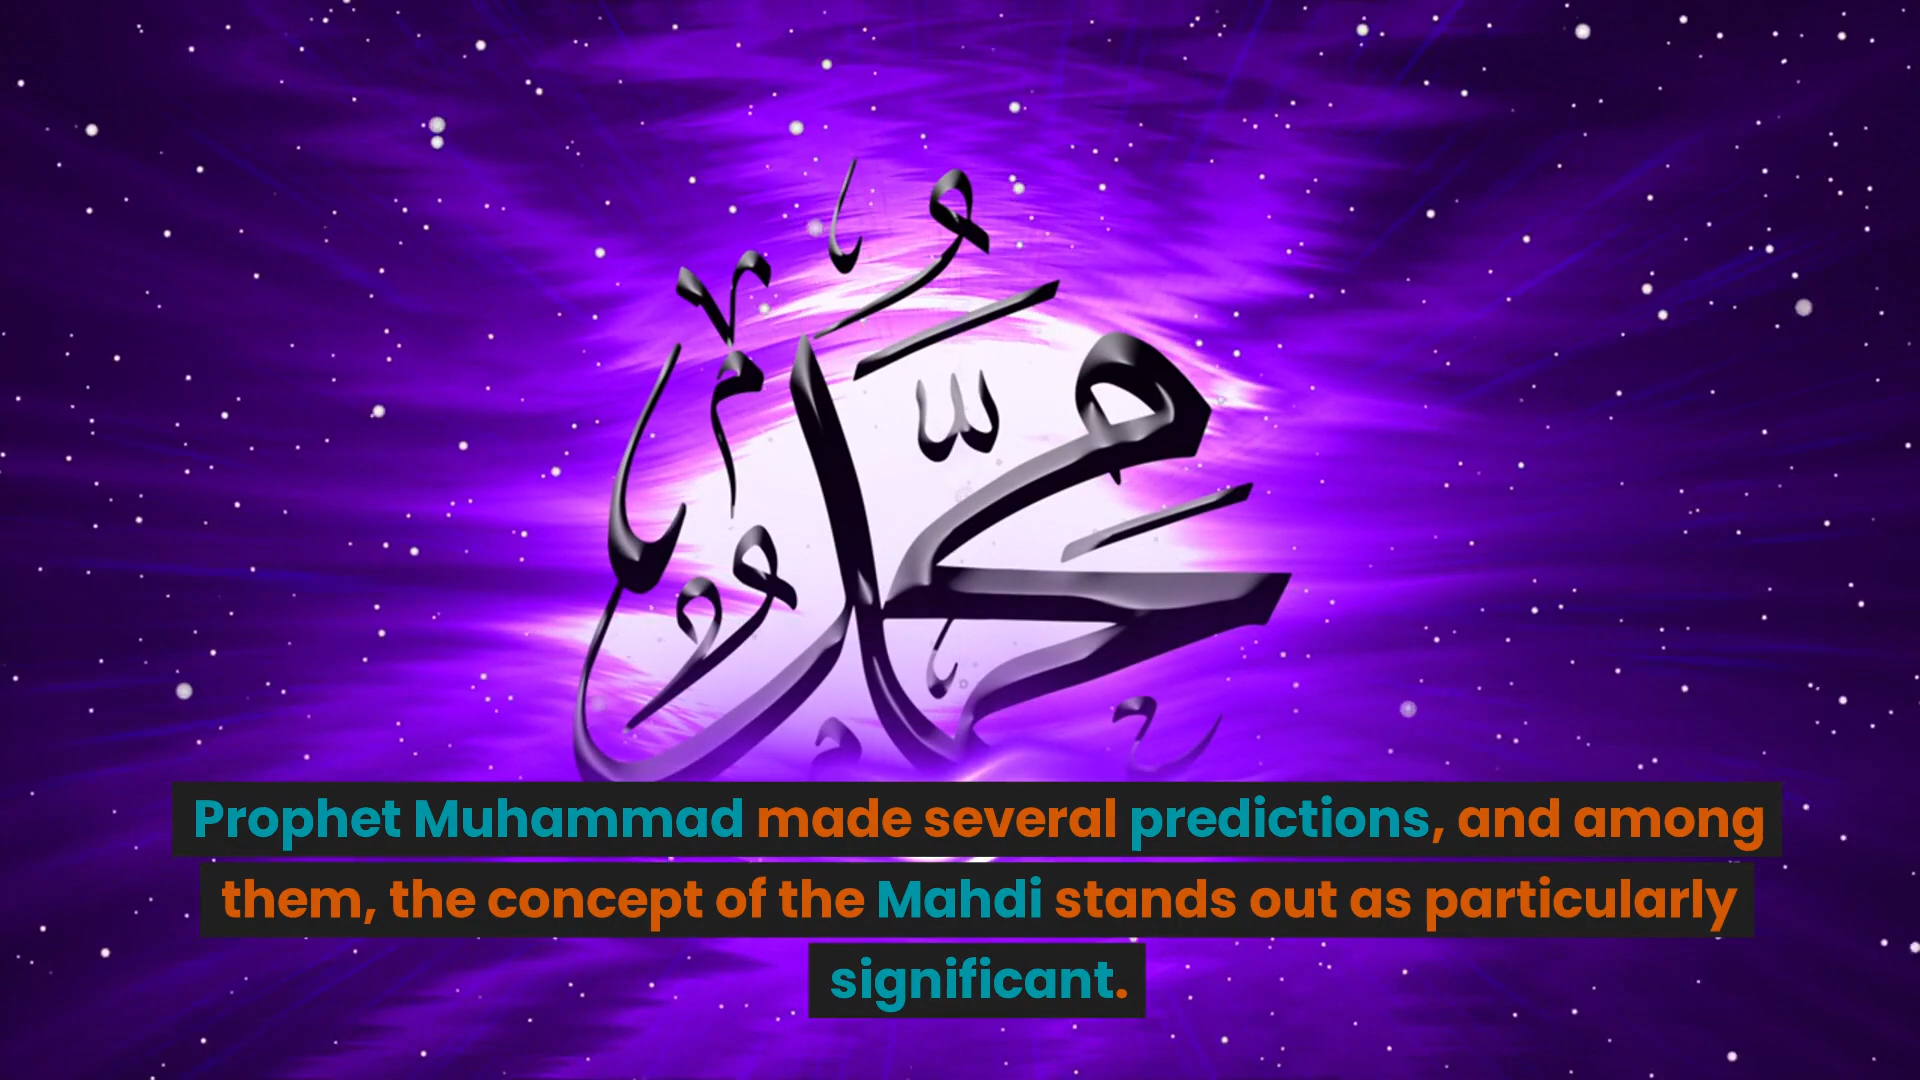 محمد
Prophet Muhammad made several predictions, and among
them, the concept of the Mahdi stands out as particularly
significant.